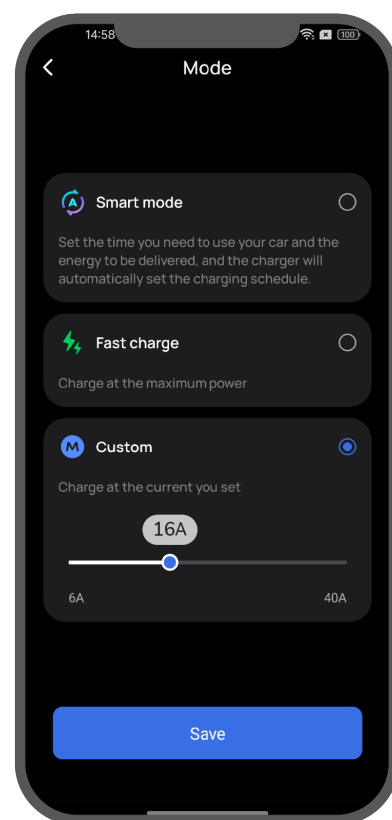 14:58
100
Mode
A
Smart mode
Set the time you need to use your car and the
energy to be delivered, and the charger will
automatically set the charging schedule.
Fast charge
Charge at the maximum power
M
Custom
Charge at the current you set
16A
6A
40A
Save